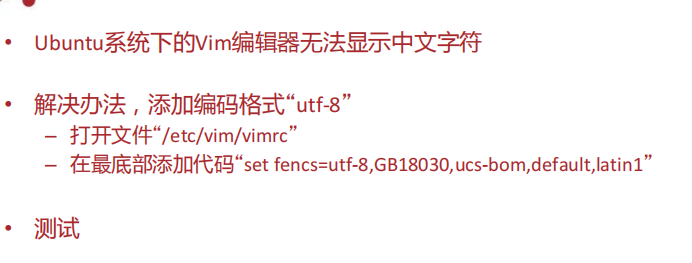 • Ubuntu系统下的Vim编辑器无法显示中文字符
• 解决办法，添加编码格式“utf-8”
– 打开文件“/etc/vim/vimrc”
– 在最底部添加代码“set fencs=utf-8,GB18030,ucs-bom,default,latin1”
• 测试